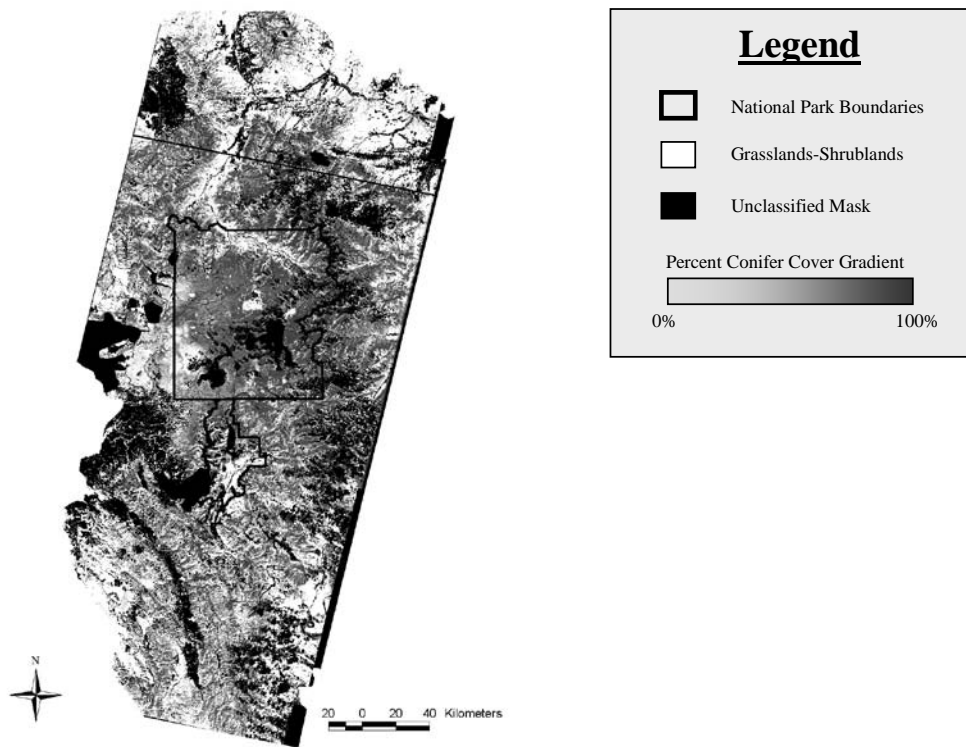 Legend
National Park Boundaries
Grasslands-Shrublands
Unclassified Mask
Percent Conifer Cover Gradient
0% 100%
N
20 0 20 40 Kilometers